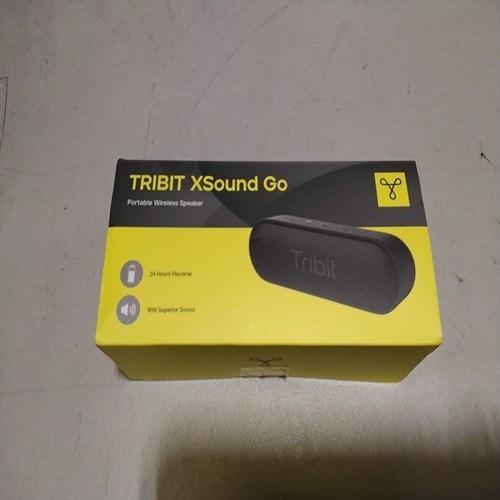 TRIBIT XSound Go
Portable Wireless Speaker
Tribit
24 Hours Playtime
16W Superior Sound